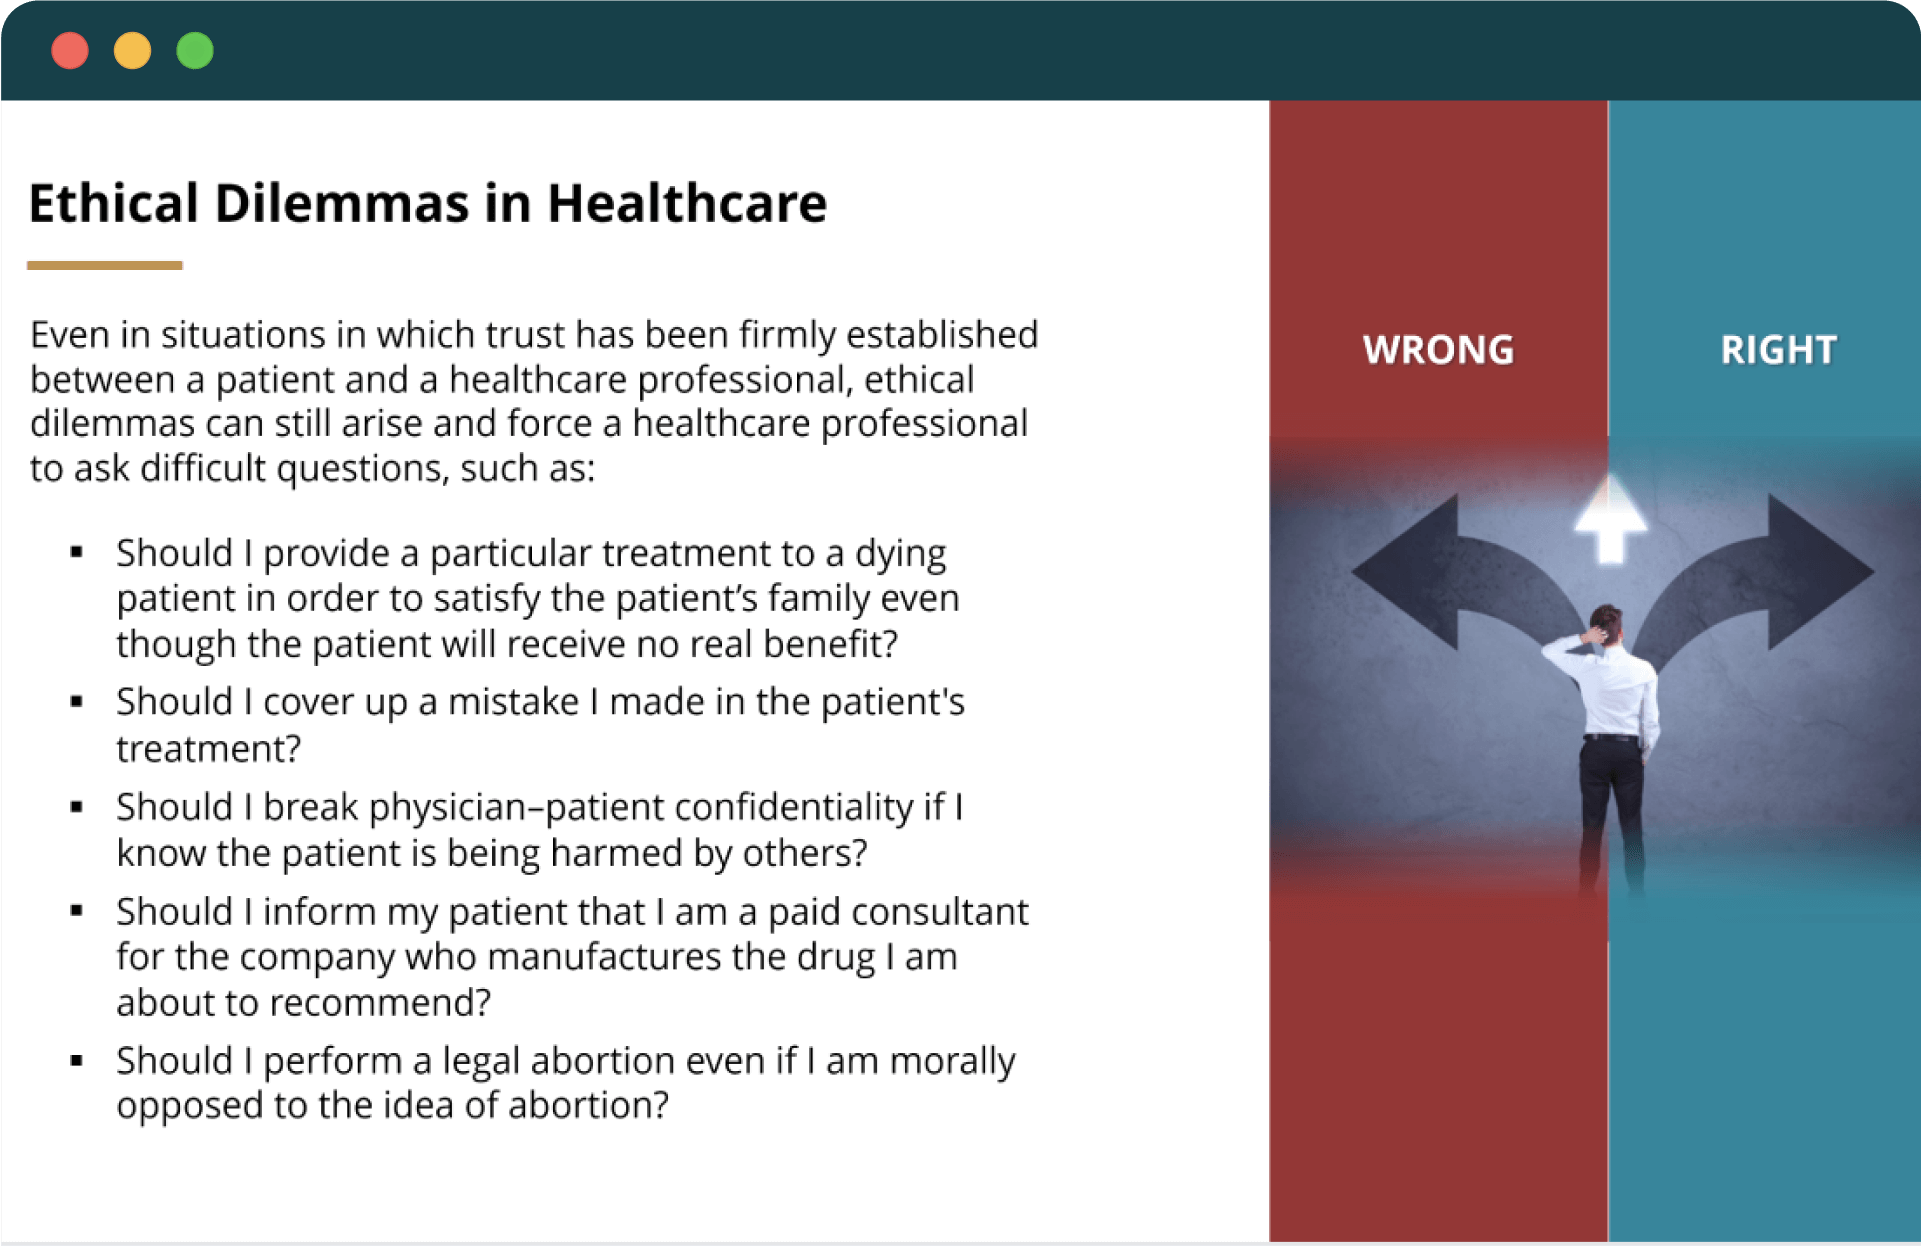 Ethical Dilemmas in Healthcare
Even in situations in which trust has been firmly established
between a patient and a healthcare professional, ethical
dilemmas can still arise and force a healthcare professional
to ask difficult questions, such as:
▪ Should I provide a particular treatment to a dying
patient in order to satisfy the patient’s family even
though the patient will receive no real benefit?
▪ Should I cover up a mistake I made in the patient's
treatment?
▪ Should I break physician–patient confidentiality if I
know the patient is being harmed by others?
▪ Should I inform my patient that I am a paid consultant
for the company who manufactures the drug I am
about to recommend?
▪ Should I perform a legal abortion even if I am morally
opposed to the idea of abortion?
WRONG
RIGHT